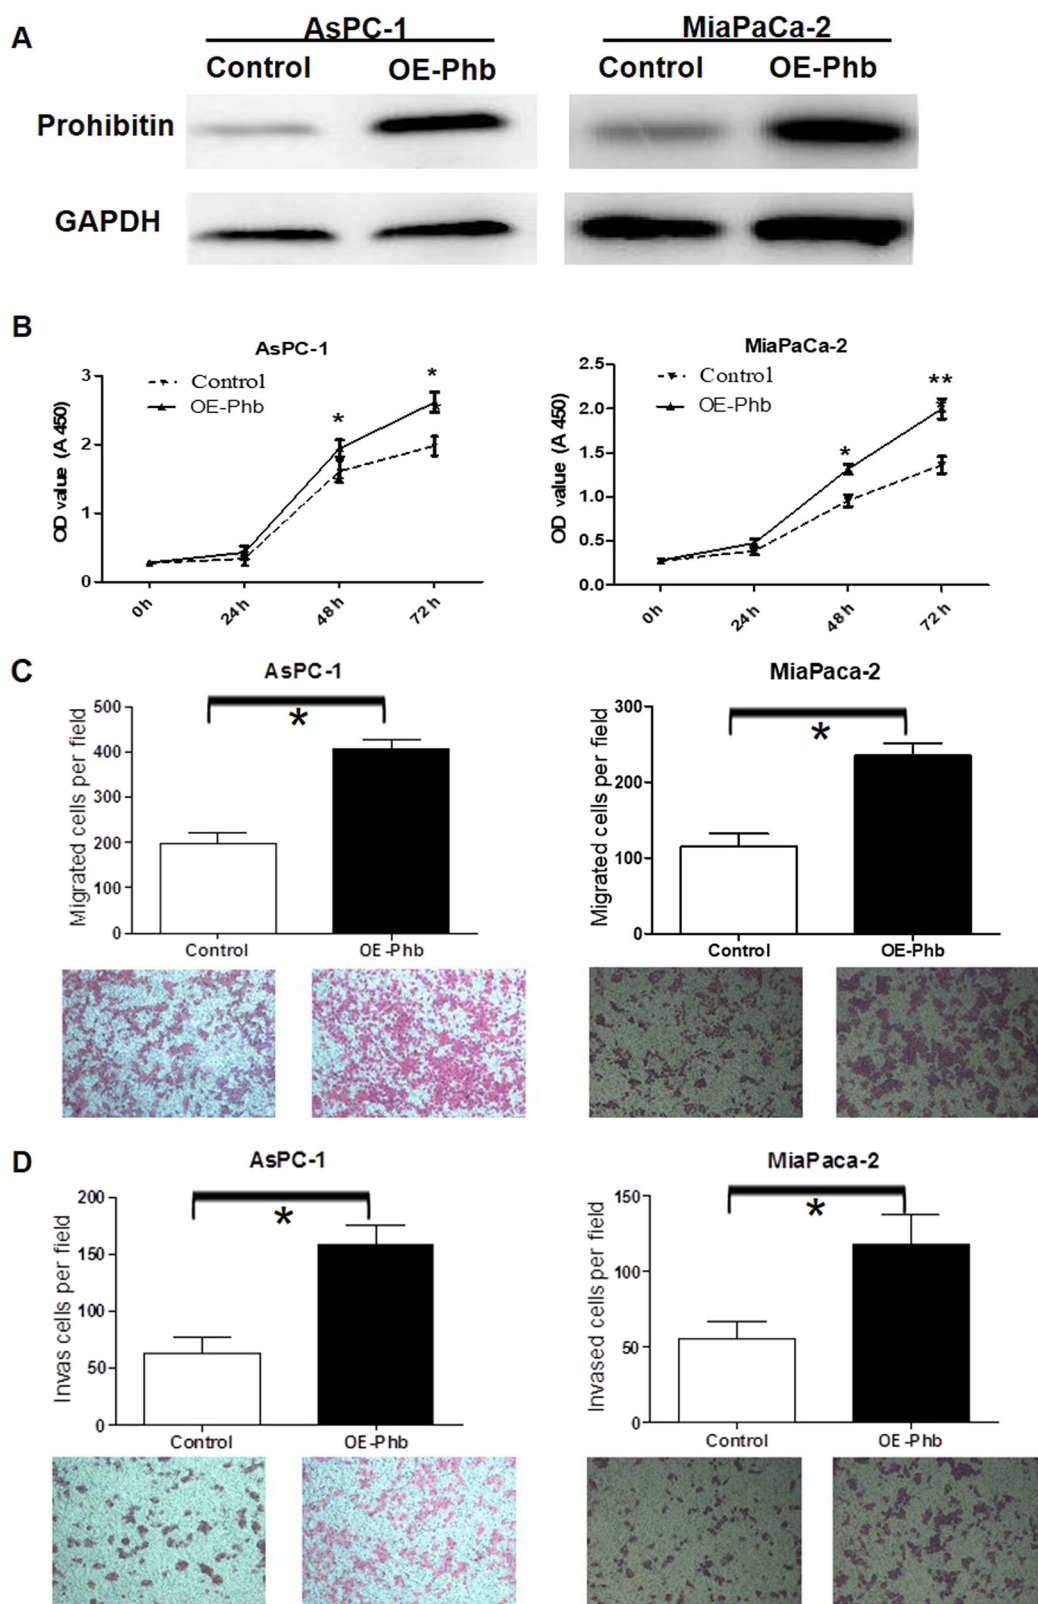 A
AsPC-1 MiaPaCa-2
Control OE-Phb Control OE-Phb
Prohibitin
GAPDH
B
AsPC-1
Control
OE-Phb
OD value (A 450)
3
2
1
0
0h 24h 48h 72h
MiaPaCa-2
Control
OE-Phb
OD value (A 450)
2.5
2.0
1.5
1.0
0.5
0.0
0h 24h 48h 72h
* *
* **
C
AsPC-1
Migrated cells per field
500
400
300
200
100
0
*
Control OE-Phb
MiaPaca-2
Migrated cells per field
300
200
100
0
*
Control OE-Phb
D
AsPC-1
Invas cells per field
200
150
100
50
0
*
Control OE-Phb
MiaPaca-2
Invased cells per field
150
100
50
0
*
Control OE-Phb